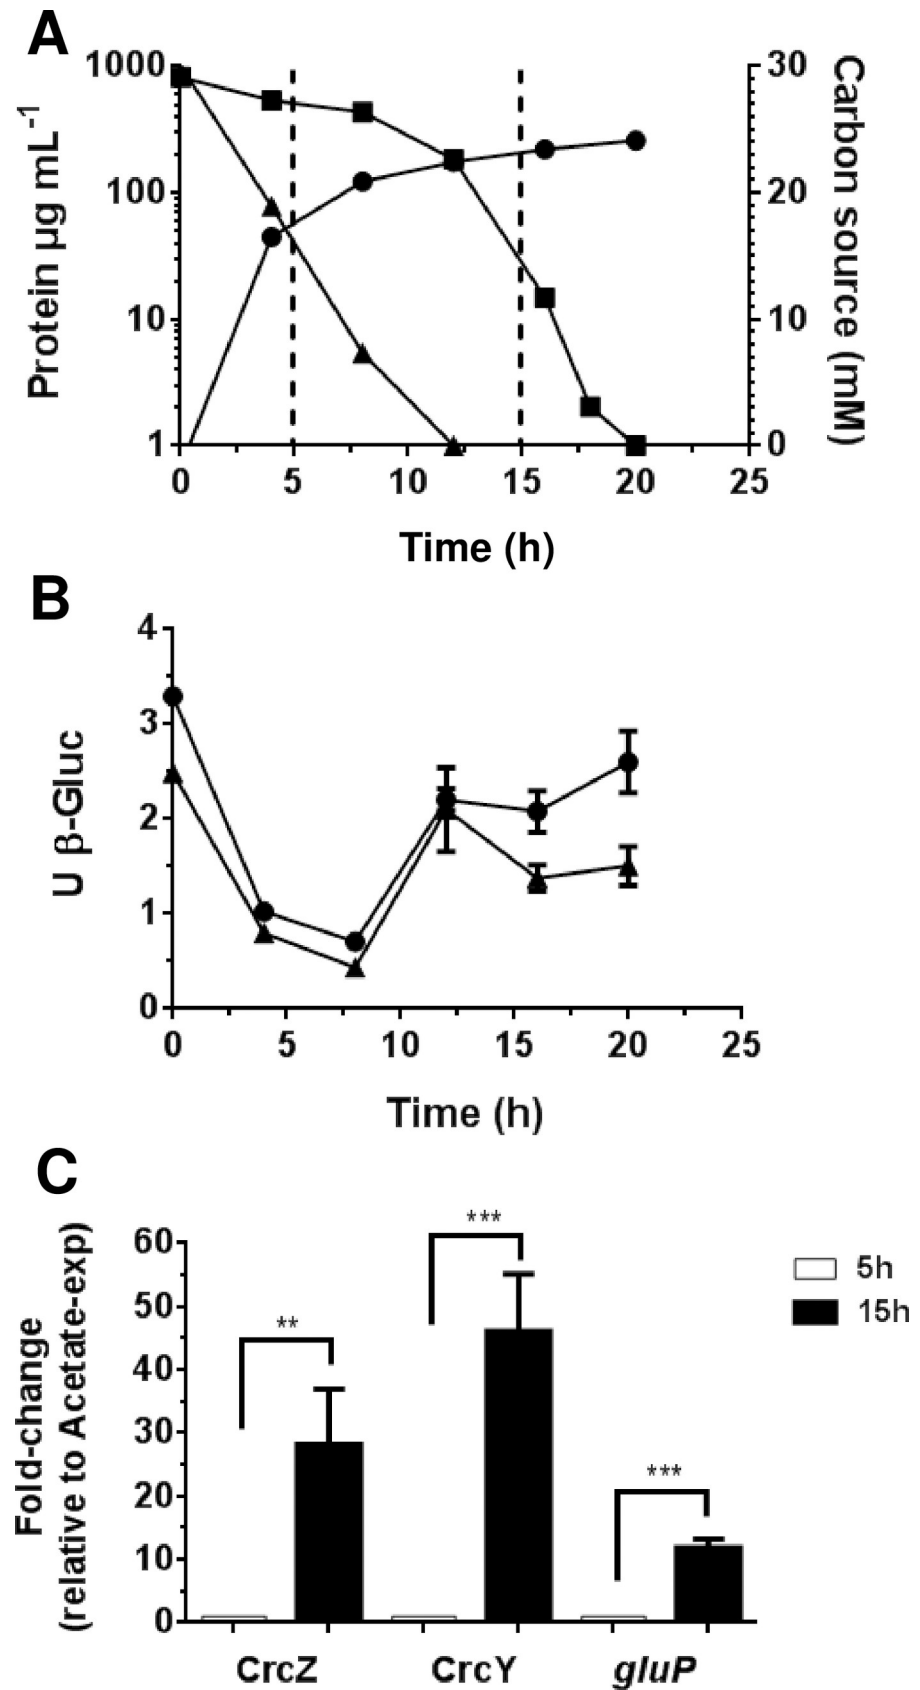 A
1000
100
10
1
Protein µg mL-1
30
20
10
0
Carbon source (mM)
0 5 10 15 20 25
Time (h)
B
4
3
2
1
0
U β-Gluc
0 5 10 15 20 25
Time (h)
C
60
50
40
30
20
10
0
Fold-change
(relative to Acetate-exp)
**
***
***
5h
15h
CrcZ CrcY gluP